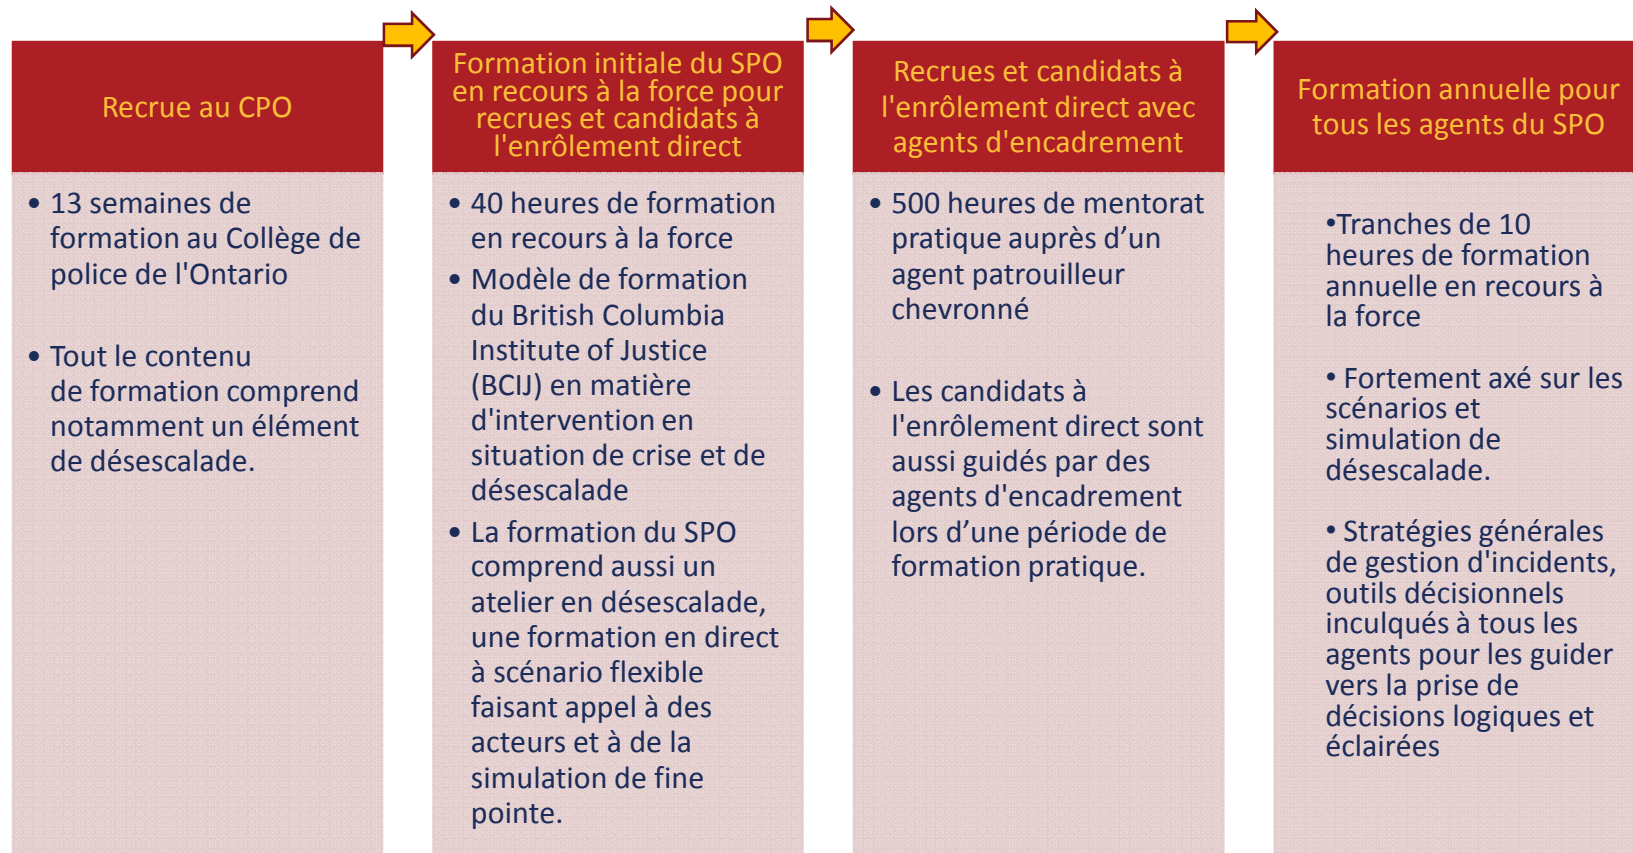 Recrue au CPO
• 13 semaines de
formation au Collège de
police de l'Ontario
• Tout le contenu
de formation comprend
notamment un élément
de désescalade.
Formation initiale du SPO
en recours à la force pour
recrues et candidats à
l'enrôlement direct
• 40 heures de formation
en recours à la force
• Modèle de formation
du British Columbia
Institute of Justice
(BCIJ) en matière
d'intervention en
situation de crise et de
désescalade
• La formation du SPO
comprend aussi un
atelier en désescalade,
une formation en direct
à scénario flexible
faisant appel à des
acteurs et à de la
simulation de fine
pointe.
Recrues et candidats à
l'enrôlement direct avec
agents d'encadrement
• 500 heures de mentorat
pratique auprès d’un
agent patrouilleur
chevronné
• Les candidats à
l'enrôlement direct sont
aussi guidés par des
agents d'encadrement
lors d’une période de
formation pratique.
Formation annuelle pour
tous les agents du SPO
•Tranches de 10
heures de formation
annuelle en recours à
la force
• Fortement axé sur les
scénarios et
simulation de
désescalade.
• Stratégies générales
de gestion d'incidents,
outils décisionnels
inculqués à tous les
agents pour les guider
vers la prise de
décisions logiques et
éclairées